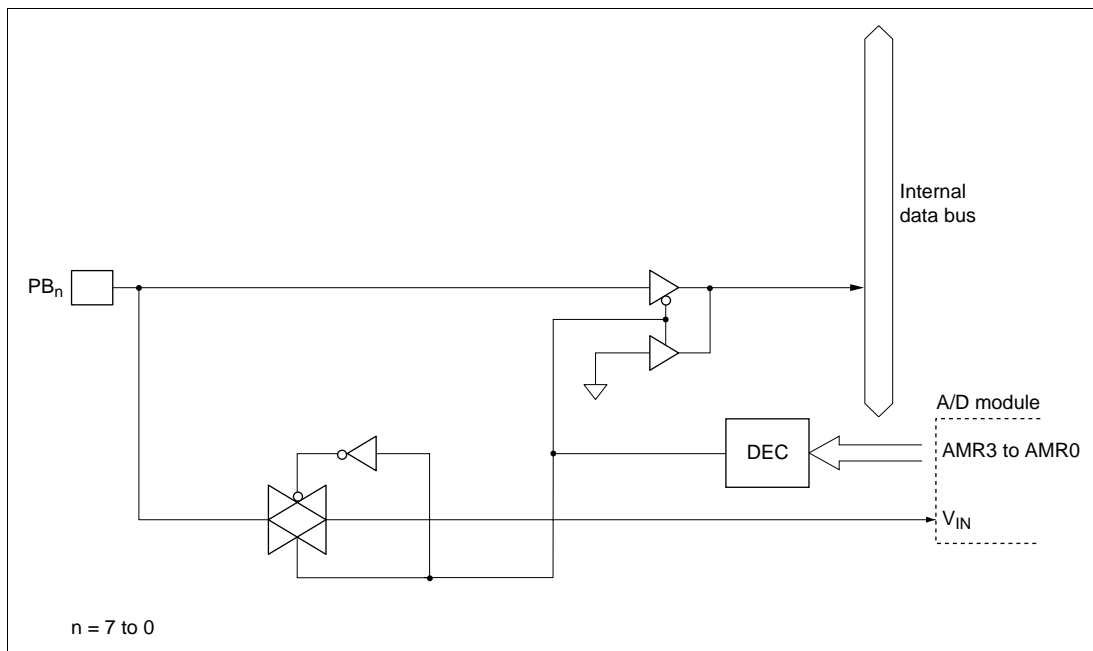 Internal
data bus
PBn
A/D module
DEC
AMR3 to AMR0
VIN
n = 7 to 0